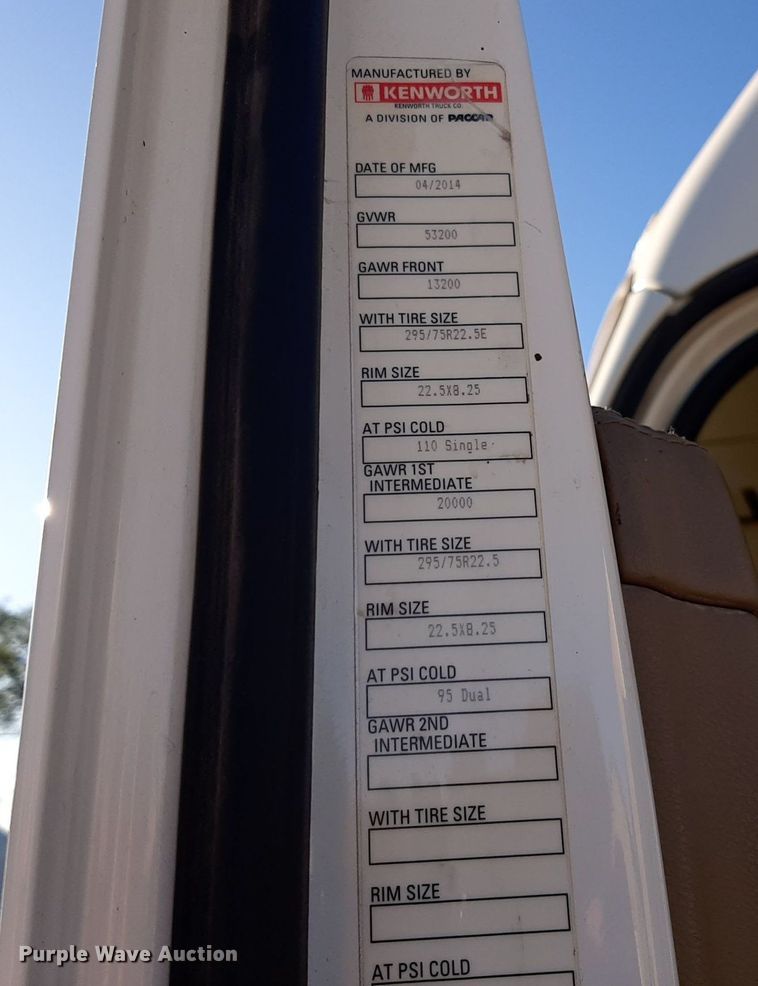 MANUFACTURED BY
KENWORTH
KENWORTH TRUCK CO.
A DIVISION OF PACCAR
DATE OF MFG
04/2014
GVWR
53200
GAWR FRONT
13200
WITH TIRE SIZE
295/75R22.5E
RIM SIZE
22.5X8.25
AT PSI COLD
110 Single
GAWR 1ST
INTERMEDIATE
20000
WITH TIRE SIZE
295/75R22.5
RIM SIZE
22.5X8.25
AT PSI COLD
95 Dual
GAWR 2ND
INTERMEDIATE
WITH TIRE SIZE
RIM SIZE
AT PSI COLD
Purple Wave Auction